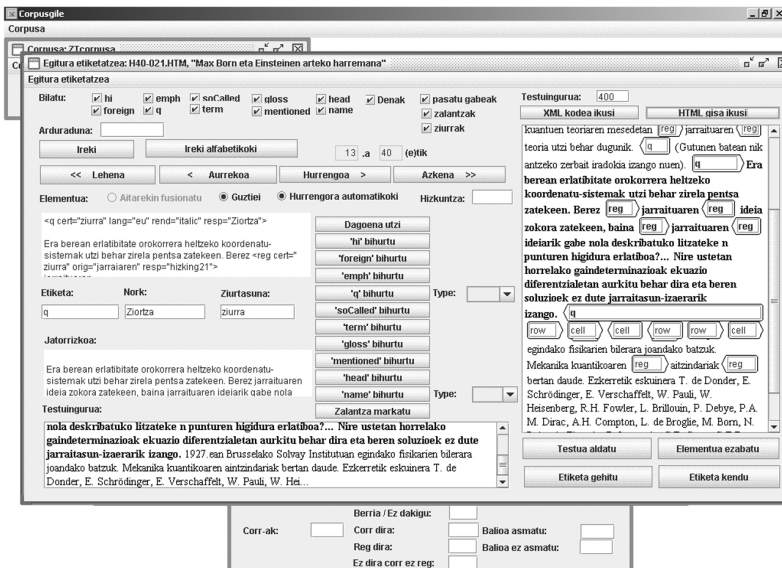 Corpusgile
Corpusa
Corpusa: ZTcorpusa
Egitura etiketatzea: H40-021.HTM, "Max Born eta Einsteinen arteko harremana"
Egitura etiketatzea
Bilatu: hi emph soCalled gloss head Denak pasatu gabeak
foreign q term mentioned name zalantzak
ziurrak
Arduraduna:
Ireki Ireki alfabetikoki 13 .a 40 (e)tik
<< Lehena < Aurrekoa Hurrengoa > Azkena >>
Elementua: Aitarekin fusionatu Guztiei Hurrengora automatikoki Hizkuntza:
<q cert="ziurra" lang="eu" rend="italic" resp="Ziortza">
Era berean erlatibitate orokorrera heltzeko koordenatu-
sistemak utzi behar zirela pentsa zatekeen. Berez <reg cert="
ziurra" orig="jarraiaren" resp="hizking21">
Etiketa: Nork: Ziurtasuna:
q Ziortza ziurra
Jatorrizkoa:
Era berean erlatibitate orokorrera heltzeko koordenatu-
sistemak utzi behar zirela pentsa zatekeen. Berez jarraituaren
ideia zokora zatekeen, baina jarraituaren ideiarik gabe nola
Dagoena utzi
'hi' bihurtu
'foreign' bihurtu
'emph' bihurtu
'q' bihurtu Type:
'soCalled' bihurtu
'term' bihurtu
'gloss' bihurtu
'mentioned' bihurtu
'head' bihurtu
'name' bihurtu Type:
Zalantza markatu
Testuingurua:
nola deskribatuko litzateke n punturen higidura erlatiboa?... Nire ustetan horrelako
gaindeterminazioak ekuazio diferentzialetan aurkitu behar dira eta beren soluzioek ez dute
jarraitasun-izaerarik izango. 1927.ean Brusselako Solvay Institutuan egindako fisikarien bilerara
joandako batzuk. Mekanika kuantikoaren aintzindariak bertan daude. Ezkerretik eskuinera T. de
Donder, E. Schrödinger, E. Verschaffelt, W. Pauli, W. Hei...
Testuingurua: 400
XML kodea ikusi HTML gisa ikusi
kuantuen teoriaren mesedetan reg jarraituaren reg
teoria utzi behar dugunik. q (Gutunen batean nik
antzeko zerbait iradokia izango nuen). q Era
berean erlatibitate orokorrera heltzeko
koordenatu-sistemak utzi behar zirela pentsa
zatekeen. Berez reg jarraituaren reg ideia
zokora zatekeen, baina reg jarraituaren reg
ideiarik gabe nola deskribatuko litzateke n
punturen higidura erlatiboa?... Nire ustetan
horrelako gaindeterminazioak ekuazio
diferentzialetan aurkitu behar dira eta beren
soluzioek ez dute jarraitasun-izaerarik
izango. q
row cell cell row row cell
egindako fisikarien bilerara joandako batzuk.
Mekanika kuantikoaren reg aitzindariak reg
bertan daude. Ezkerretik eskuinera T. de Donder, E.
Schrödinger, E. Verschaffelt, W. Pauli, W.
Heisenberg, R.H. Fowler, L. Brillouin, P. Debye, P.A.
M. Dirac, A.H. Compton, L. de Broglie, M. Born, N.
Testua aldatu Elementua ezabatu
Etiketa gehitu Etiketa kendu
Berria / Ez dakigu:
Corr-ak: Corr dira: Balioa asmatu:
Reg dira: Balioa ez asmatu:
Ez dira corr ez reg: